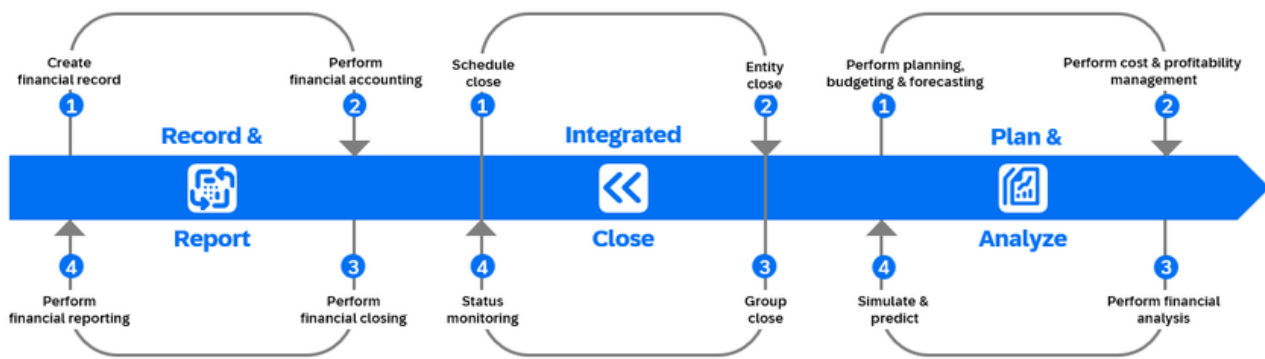 Create
financial record
1
Perform
financial accounting
2
Record &
Report
4
Perform
financial reporting
3
Perform
financial closing
Schedule
close
1
Entity
close
2
Integrated
Close
4
Status
monitoring
3
Group
close
Perform planning,
budgeting & forecasting
1
Perform cost & profitability
management
2
Plan &
Analyze
4
Simulate &
predict
3
Perform financial
analysis